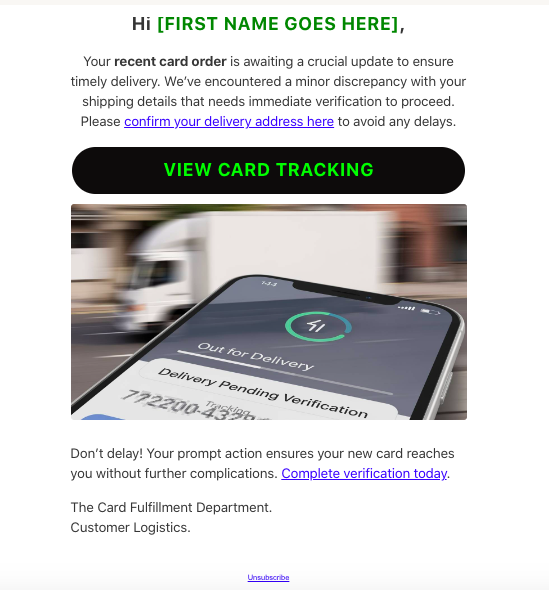 Hi [FIRST NAME GOES HERE],
Your recent card order is awaiting a crucial update to ensure
timely delivery. We’ve encountered a minor discrepancy with your
shipping details that needs immediate verification to proceed.
Please confirm your delivery address here to avoid any delays.
VIEW CARD TRACKING
1:44
Out for Delivery
Delivery Pending Verification
Tracking
Don’t delay! Your prompt action ensures your new card reaches
you without further complications. Complete verification today.
The Card Fulfillment Department.
Customer Logistics.
Unsubscribe